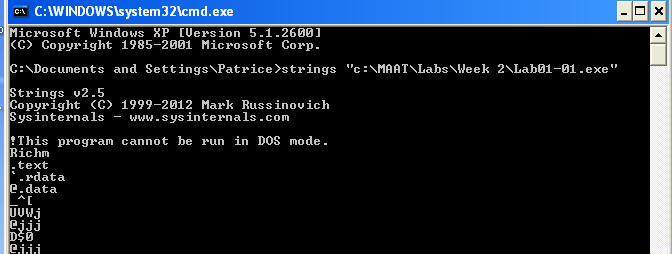 C:\WINDOWS\system32\cmd.exe
Microsoft Windows XP [Version 5.1.2600]
(C) Copyright 1985-2001 Microsoft Corp.
C:\Documents and Settings\Patrice>strings "c:\MAAT\Labs\Week 2\Lab01-01.exe"
Strings v2.5
Copyright (C) 1999-2012 Mark Russinovich
Sysinternals - www.sysinternals.com
!This program cannot be run in DOS mode.
Richm
.text
`.rdata
@.data
_^[
UVWj
@jjj
D$0
@jjj